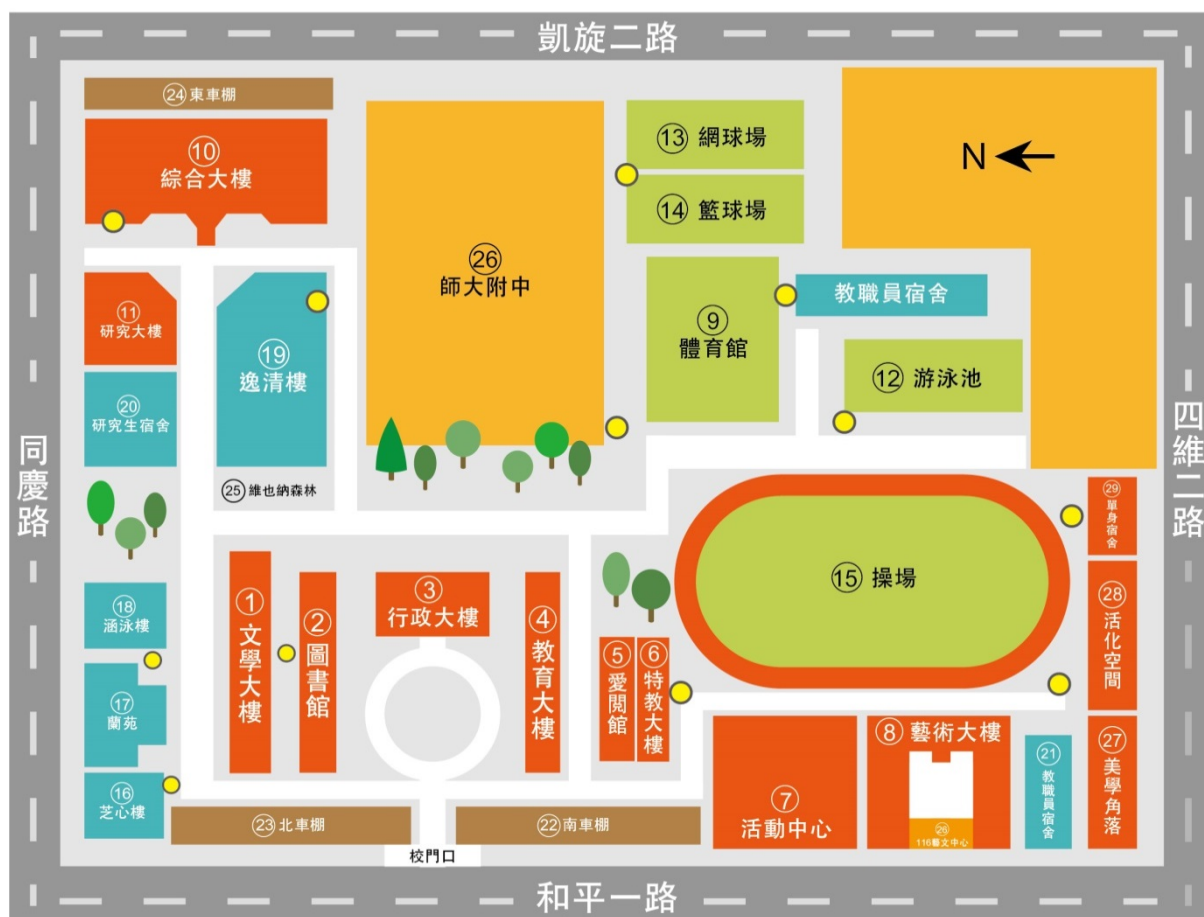 凱旋二路
㉔東車棚
⑩
綜合大樓
⑬ 網球場
⑭ 籃球場
N
㉖
師大附中
⑪
研究大樓
⑲
逸清樓
⑨
體育館
教職員宿舍
⑫ 游泳池
⑳
研究生宿舍
㉕維也納森林
同慶路
四維二路
㉙
單身宿舍
⑮ 操場
⑱
涵泳樓
①
文學大樓
②
圖書館
③
行政大樓
④
教育大樓
⑤
愛閱館
⑥
特教大樓
㉘
活化空間
⑰
蘭苑
⑯
芝心樓
⑦
活動中心
⑧ 藝術大樓
㉖
116藝文中心
㉑
教職員宿舍
㉗
美學角落
㉓北車棚
㉒南車棚
校門口
和平一路